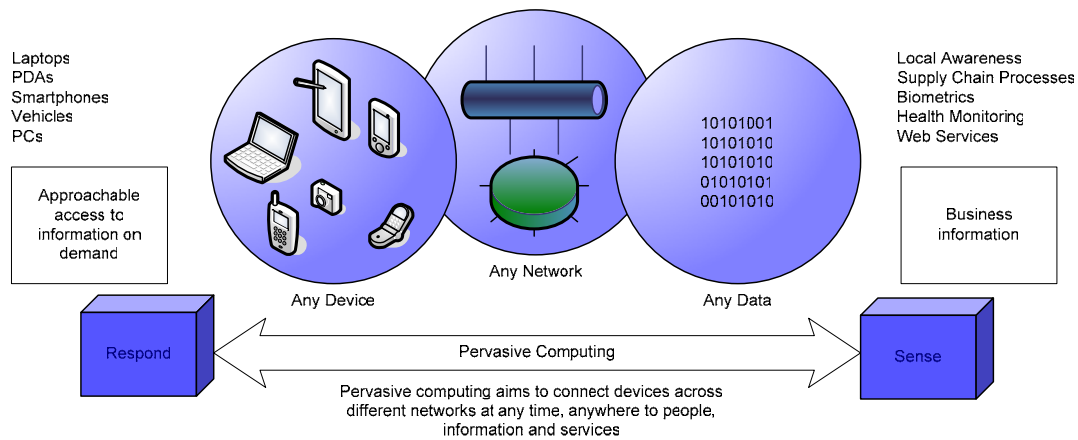 Laptops
PDAs
Smartphones
Vehicles
PCs
Approachable
access to
information on
demand
Respond
Any Device
Any Network
10101001
10101010
10101010
01010101
00101010
Any Data
Local Awareness
Supply Chain Processes
Biometrics
Health Monitoring
Web Services
Business
information
Sense
Pervasive Computing
Pervasive computing aims to connect devices across
different networks at any time, anywhere to people,
information and services